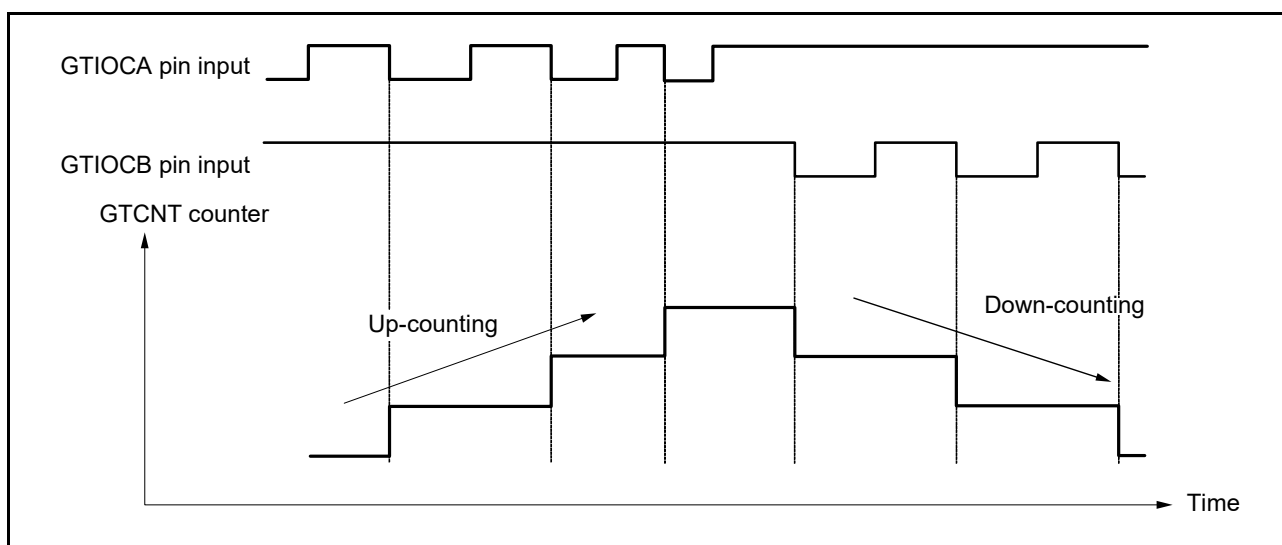 GTIOCA pin input
GTIOCB pin input
GTCNT counter
Up-counting
Down-counting
Time